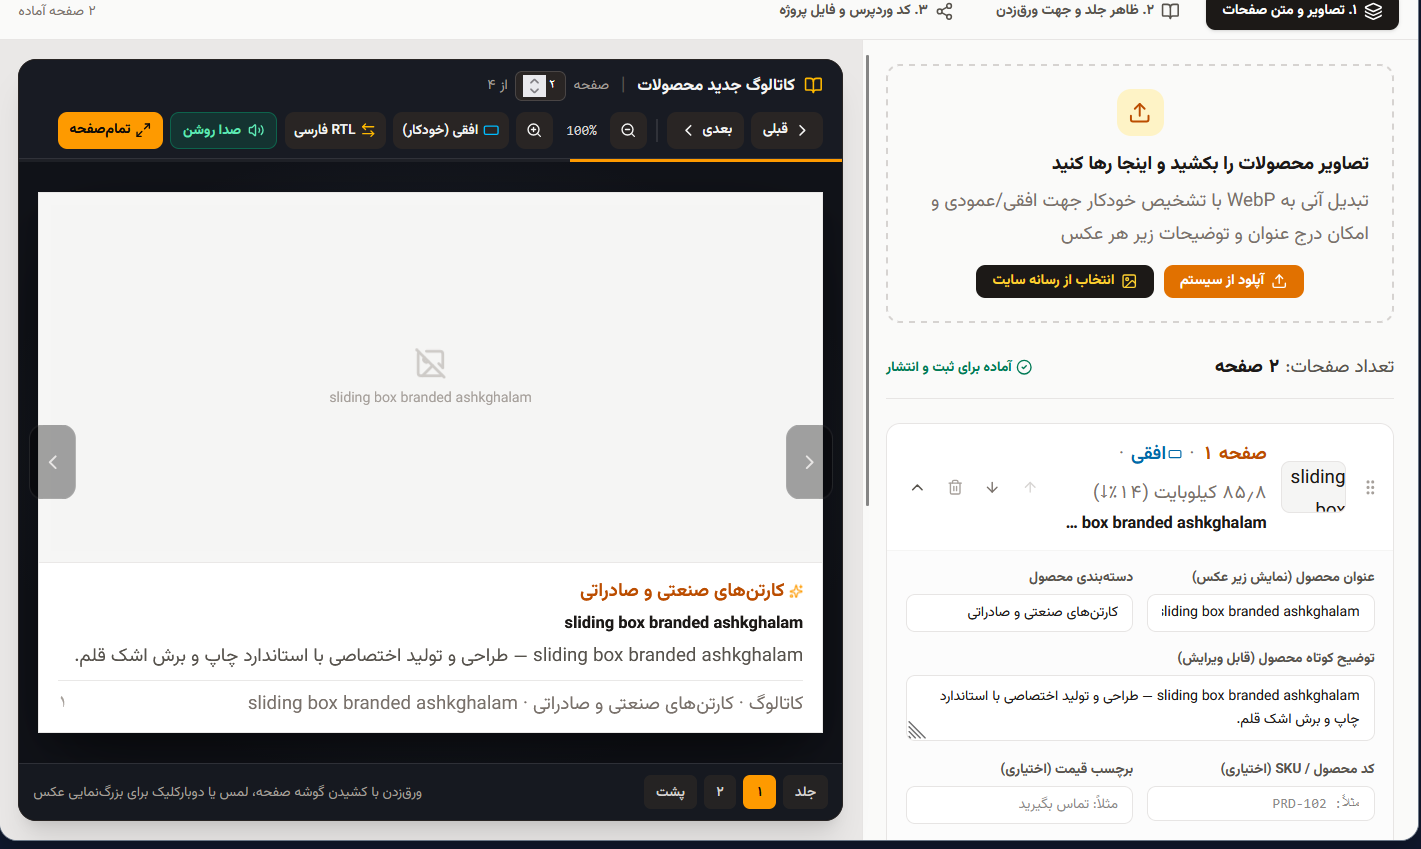 ۱. تصاویر و متن صفحات
۲. ظاهر جلد و جهت ورق‌زدن
۳. کد وردپرس و فایل پروژه
۲ صفحه آماده
تصاویر محصولات را بکشید و اینجا رها کنید
تبدیل آنی به WebP با تشخیص خودکار جهت افقی/عمودی و
امکان درج عنوان و توضیحات زیر هر عکس
آپلود از سیستم
انتخاب از رسانه سایت
تعداد صفحات: ۲ صفحه
آماده برای ثبت و انتشار
صفحه ۱ · افقی ·
۸۵٫۸ کیلوبایت (۱۴٪↓)
box branded ashkghalam ...
sliding
box
عنوان محصول (نمایش زیر عکس)
دسته‌بندی محصول
sliding box branded ashkghalam
کارتن‌های صنعتی و صادراتی
توضیح کوتاه محصول (قابل ویرایش)
sliding box branded ashkghalam — طراحی و تولید اختصاصی با استاندارد
چاپ و برش اشک قلم.
کد محصول / SKU (اختیاری)
برچسب قیمت (اختیاری)
مثلاً: PRD-102
مثلاً: تماس بگیرید
کاتالوگ جدید محصولات
صفحه ۲ از ۴
قبلی
بعدی
100%
افقی (خودکار)
RTL فارسی
صدا روشن
تمام‌صفحه
sliding box branded ashkghalam
کارتن‌های صنعتی و صادراتی
sliding box branded ashkghalam
sliding box branded ashkghalam — طراحی و تولید اختصاصی با استاندارد چاپ و برش اشک قلم.
کاتالوگ · کارتن‌های صنعتی و صادراتی · sliding box branded ashkghalam
۱
جلد
۱
۲
پشت
ورق‌زدن با کشیدن گوشه صفحه، لمس یا دوبارکلیک برای بزرگ‌نمایی عکس